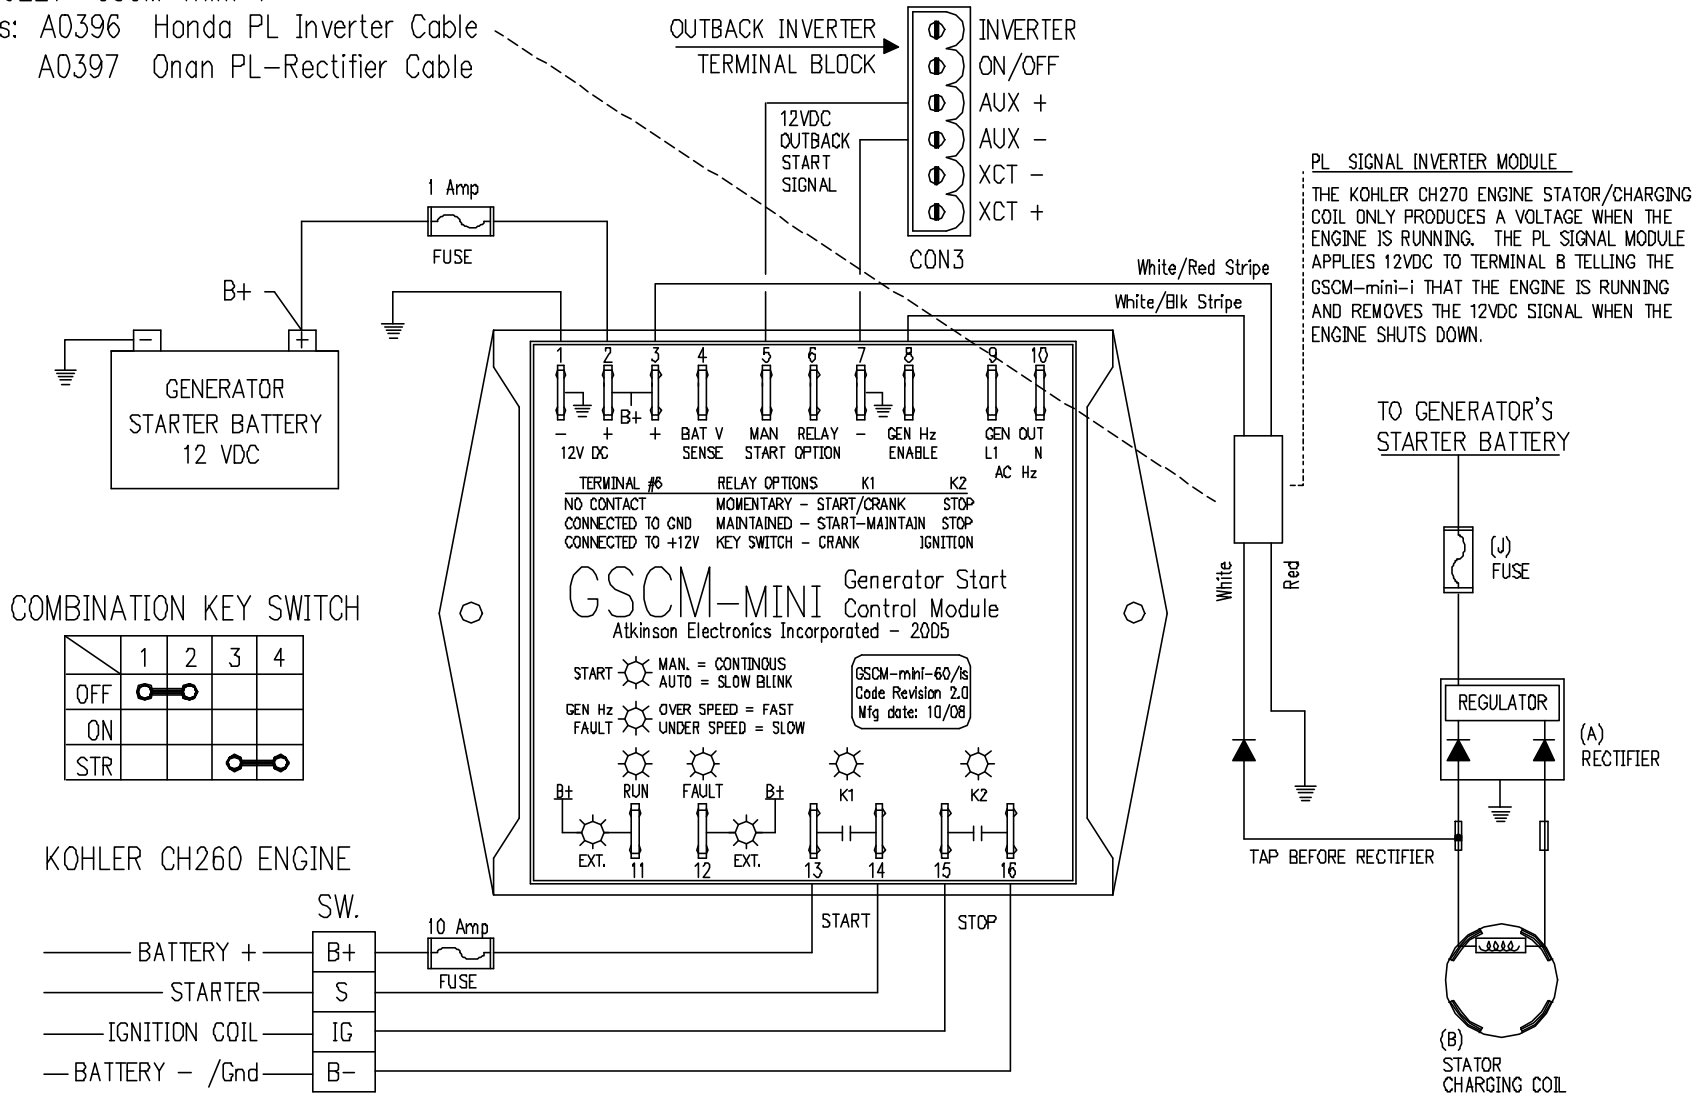 s: A0396 Honda PL Inverter Cable
A0397 Onan PL-Rectifier Cable
OUTBACK INVERTER
TERMINAL BLOCK
INVERTER
ON/OFF
AUX +
AUX -
XCT -
XCT +
CON3
12VDC
OUTBACK
START
SIGNAL
1 Amp
FUSE
B+
- +
GENERATOR
STARTER BATTERY
12 VDC
White/Red Stripe
White/Blk Stripe
PL SIGNAL INVERTER MODULE
THE KOHLER CH270 ENGINE STATOR/CHARGING
COIL ONLY PRODUCES A VOLTAGE WHEN THE
ENGINE IS RUNNING. THE PL SIGNAL MODULE
APPLIES 12VDC TO TERMINAL 8 TELLING THE
GSCM-mini-i THAT THE ENGINE IS RUNNING
AND REMOVES THE 12VDC SIGNAL WHEN THE
ENGINE SHUTS DOWN.
1 2 3 4 5 6 7 8 9 10
B+
- + + BAT V MAN RELAY - GEN Hz GEN OUT
12V DC SENSE START OPTION ENABLE L1 N
AC Hz
TERMINAL #6 RELAY OPTIONS K1 K2
NO CONTACT MOMENTARY - START/CRANK STOP
CONNECTED TO GND MAINTAINED - START-MAINTAIN STOP
CONNECTED TO +12V KEY SWITCH - CRANK IGNITION
GSCM-MINI Generator Start
Control Module
Atkinson Electronics Incorporated - 2005
START MAN. = CONTINOUS
AUTO = SLOW BLINK
GEN Hz OVER SPEED = FAST
FAULT UNDER SPEED = SLOW
GSCM-mini-60/is
Code Revision 2.0
Mfg date: 10/08
B+ RUN FAULT B+ K1 K2
EXT. EXT.
11 12 13 14 15 16
START STOP
White
Red
TO GENERATOR'S
STARTER BATTERY
(J)
FUSE
REGULATOR
(A)
RECTIFIER
TAP BEFORE RECTIFIER
(B)
STATOR
CHARGING COIL
COMBINATION KEY SWITCH
1 2 3 4
OFF
ON
STR
KOHLER CH260 ENGINE
SW.
10 Amp
FUSE
BATTERY + B+
STARTER S
IGNITION COIL IG
BATTERY - /Gnd B-